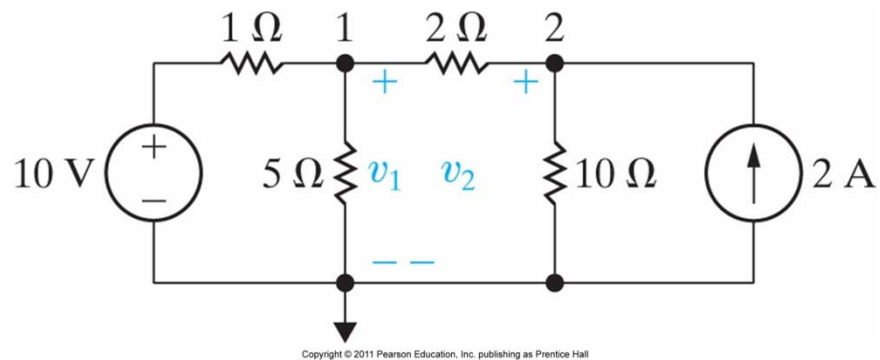 1 Ω 1 2 Ω 2
+ +
10 V + − 5 Ω v₁ v₂ 10 Ω 2 A
− −
Copyright © 2011 Pearson Education, Inc. publishing as Prentice Hall